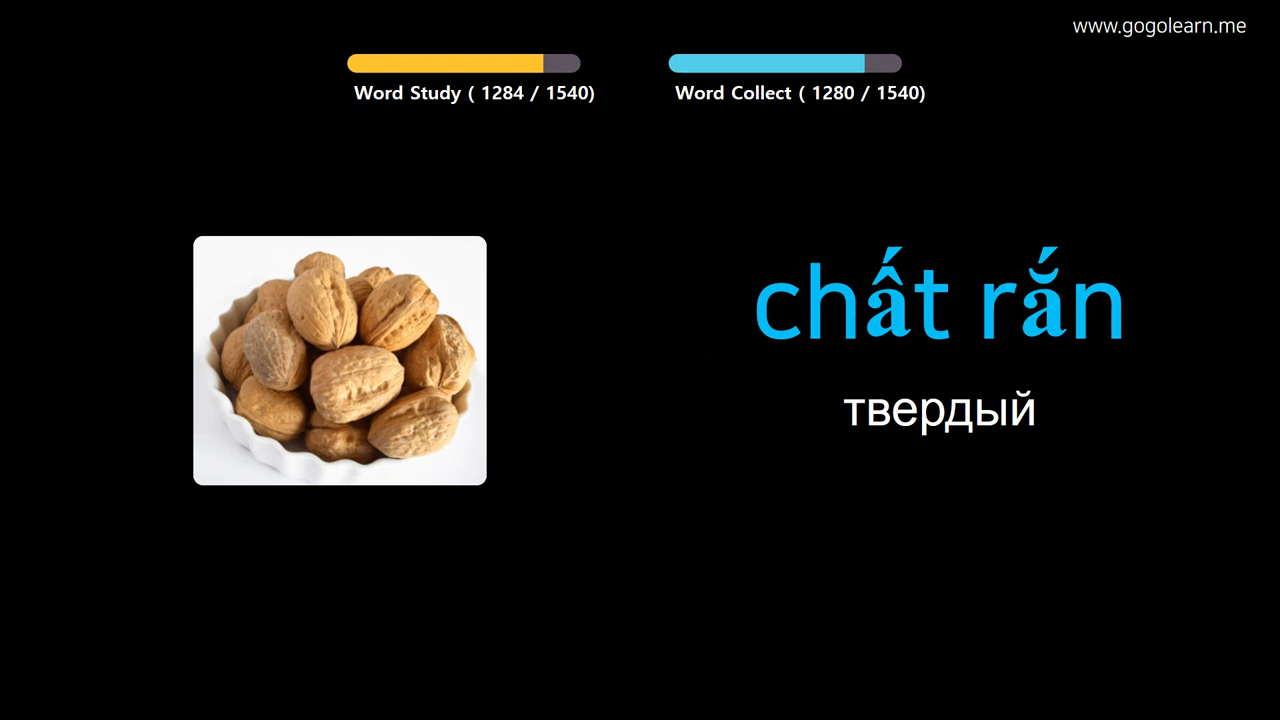 www.gogolearn.me
Word Study ( 1284 / 1540)
Word Collect ( 1280 / 1540)
chất rắn
твердый